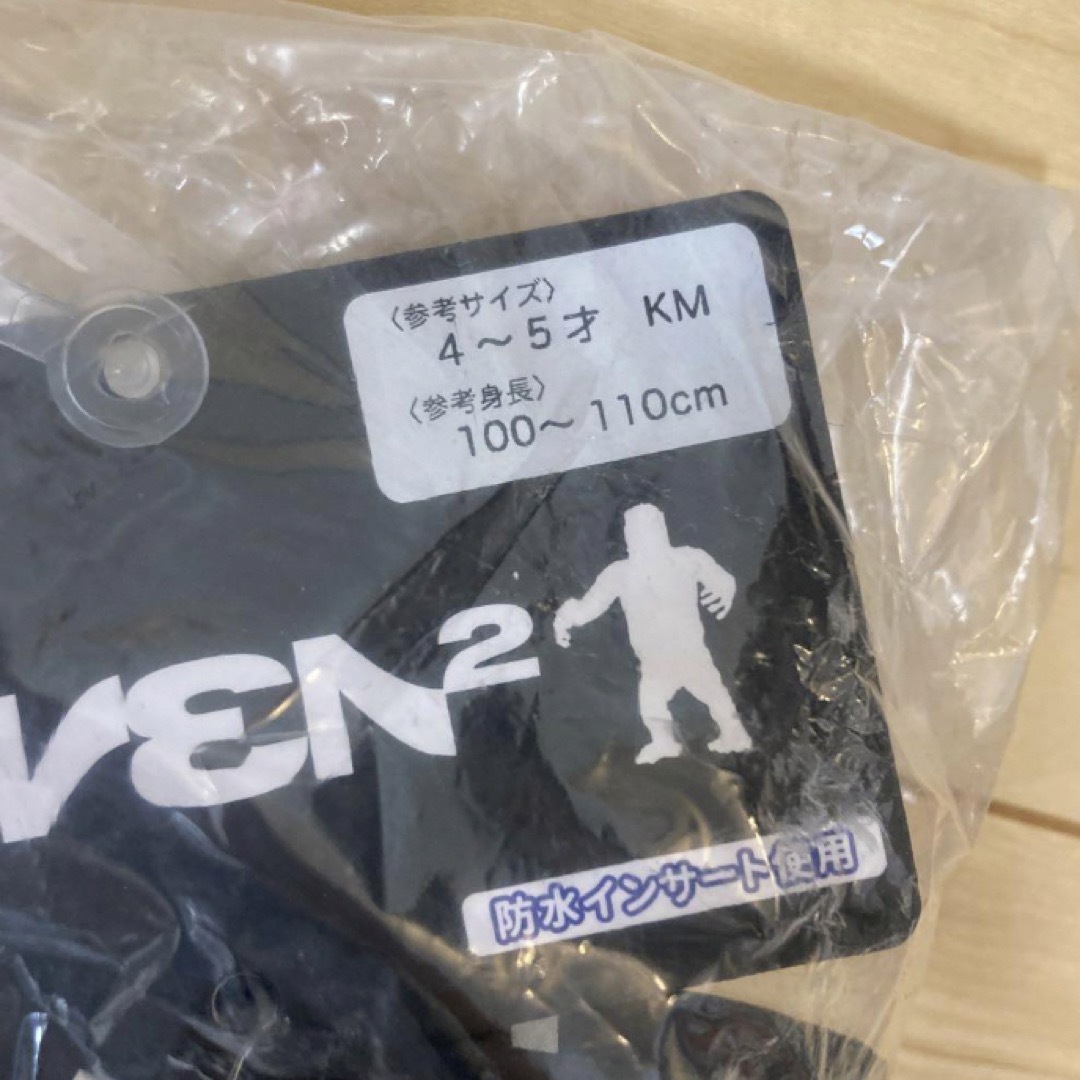 〈参考サイズ〉
4～5才 KM
〈参考身長〉
100～110cm
VEN²
防水インサート使用